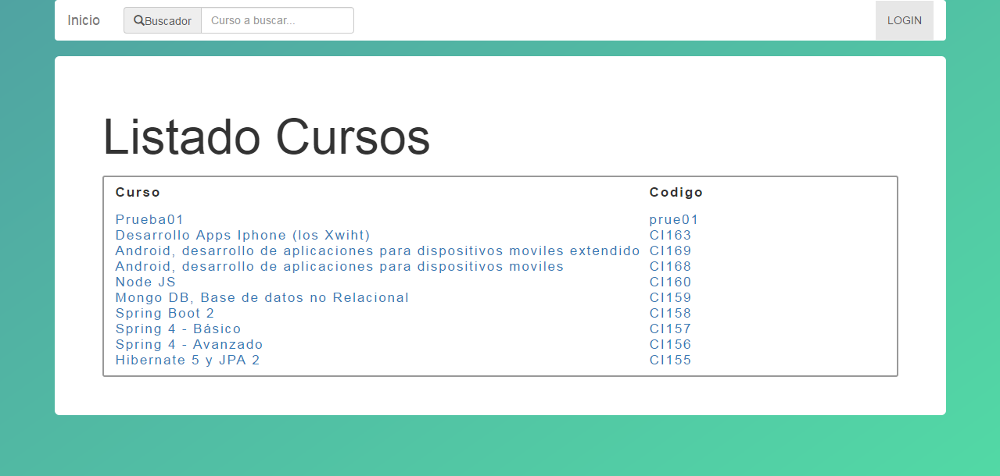 Inicio Buscador Curso a buscar... LOGIN
Listado Cursos
Curso Codigo
Prueba01 prue01
Desarrollo Apps Iphone (los Xwiht) CI163
Android, desarrollo de aplicaciones para dispositivos moviles extendido CI169
Android, desarrollo de aplicaciones para dispositivos moviles CI168
Node JS CI160
Mongo DB, Base de datos no Relacional CI159
Spring Boot 2 CI158
Spring 4 - Básico CI157
Spring 4 - Avanzado CI156
Hibernate 5 y JPA 2 CI155